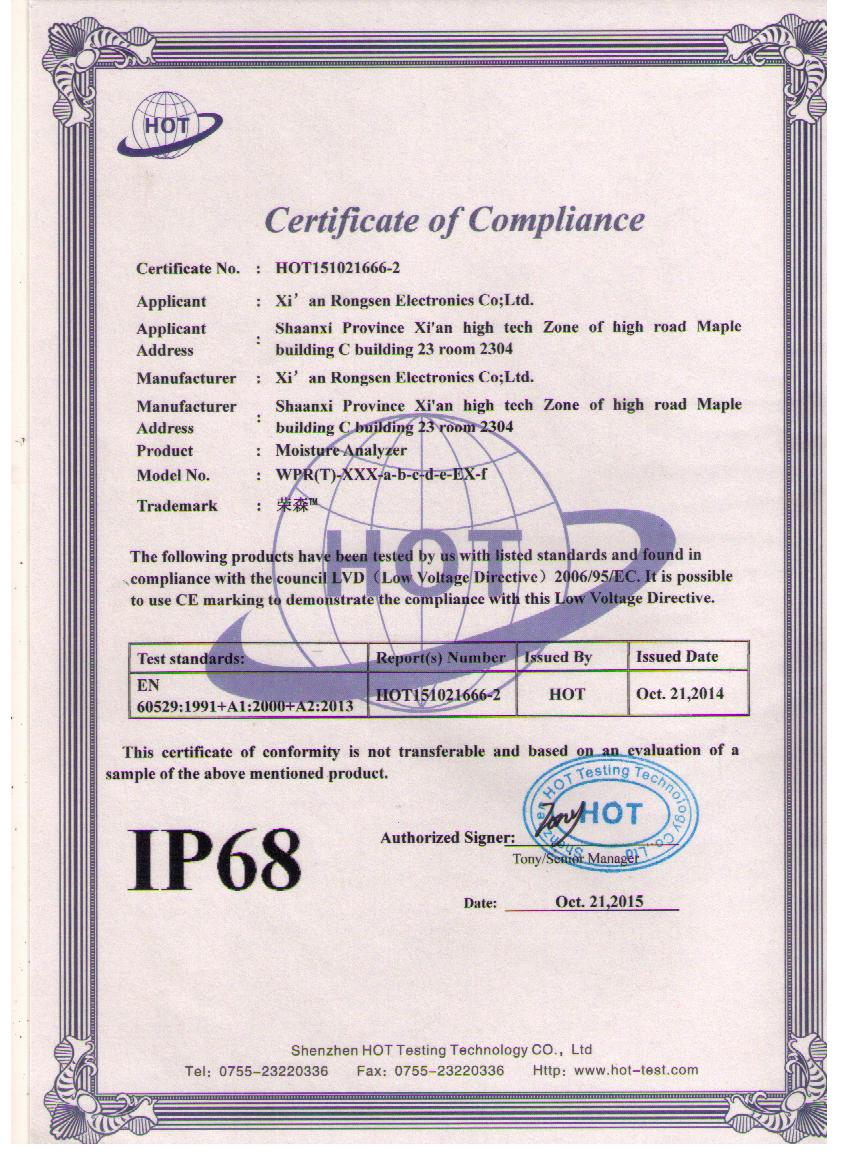 HOT
Certificate of Compliance
Certificate No. : HOT151021666-2
Applicant : Xi’ an Rongsen Electronics Co;Ltd.
Applicant Address : Shaanxi Province Xi'an high tech Zone of high road Maple
building C building 23 room 2304
Manufacturer : Xi’ an Rongsen Electronics Co;Ltd.
Manufacturer Address : Shaanxi Province Xi'an high tech Zone of high road Maple
building C building 23 room 2304
Product : Moisture Analyzer
Model No. : WPR(T)-XXX-a-b-c-d-e-EX-f
Trademark : 荣森™
HOT
The following products have been tested by us with listed standards and found in
compliance with the council LVD（Low Voltage Directive）2006/95/EC. It is possible
to use CE marking to demonstrate the compliance with this Low Voltage Directive.
Test standards: Report(s) Number Issued By Issued Date
EN
60529:1991+A1:2000+A2:2013 HOT151021666-2 HOT Oct. 21,2014
This certificate of conformity is not transferable and based on an evaluation of a
sample of the above mentioned product.
IP68
Authorized Signer: Tony
Shenzhen HOT Testing Technology Co., Ltd
HOT
Tony/Senior Manager
Date: Oct. 21,2015
Shenzhen HOT Testing Technology CO., Ltd
Tel: 0755-23220336 Fax: 0755-23220336 Http: www.hot-test.com